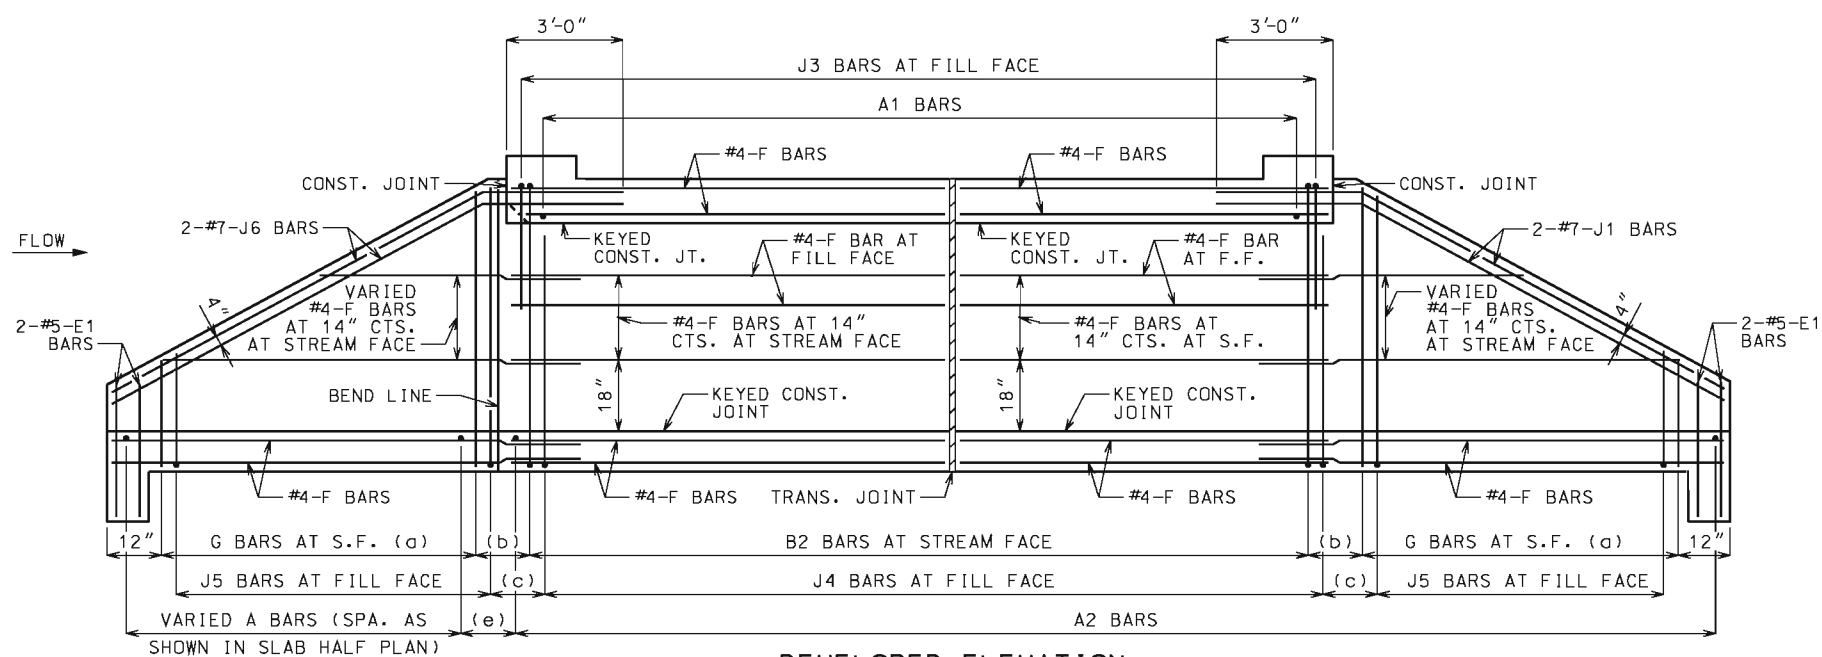 3'-0"
3'-0"
J3 BARS AT FILL FACE
A1 BARS
#4-F BARS
#4-F BARS
CONST. JOINT
CONST. JOINT
2-#7-J6 BARS
2-#7-J1 BARS
FLOW
KEYED
CONST. JT.
#4-F BAR AT
FILL FACE
KEYED
CONST. JT.
#4-F BAR
AT F.F.
4"
VARIED
#4-F BARS
AT 14" CTS.
AT STREAM FACE
#4-F BARS AT 14"
CTS. AT STREAM FACE
#4-F BARS AT
14" CTS. AT S.F.
VARIED
#4-F BARS
AT 14" CTS.
AT STREAM FACE
4"
2-#5-E1
BARS
2-#5-E1
BARS
BEND LINE
18"
KEYED CONST.
JOINT
18"
KEYED CONST.
JOINT
#4-F BARS
#4-F BARS
TRANS. JOINT
#4-F BARS
#4-F BARS
12"
G BARS AT S.F. (a)
(b)
B2 BARS AT STREAM FACE
(b)
G BARS AT S.F. (a)
12"
J5 BARS AT FILL FACE
(c)
J4 BARS AT FILL FACE
(c)
J5 BARS AT FILL FACE
VARIED A BARS (SPA. AS
SHOWN IN SLAB HALF PLAN)
(e)
A2 BARS
DEVELOPED ELEVATION